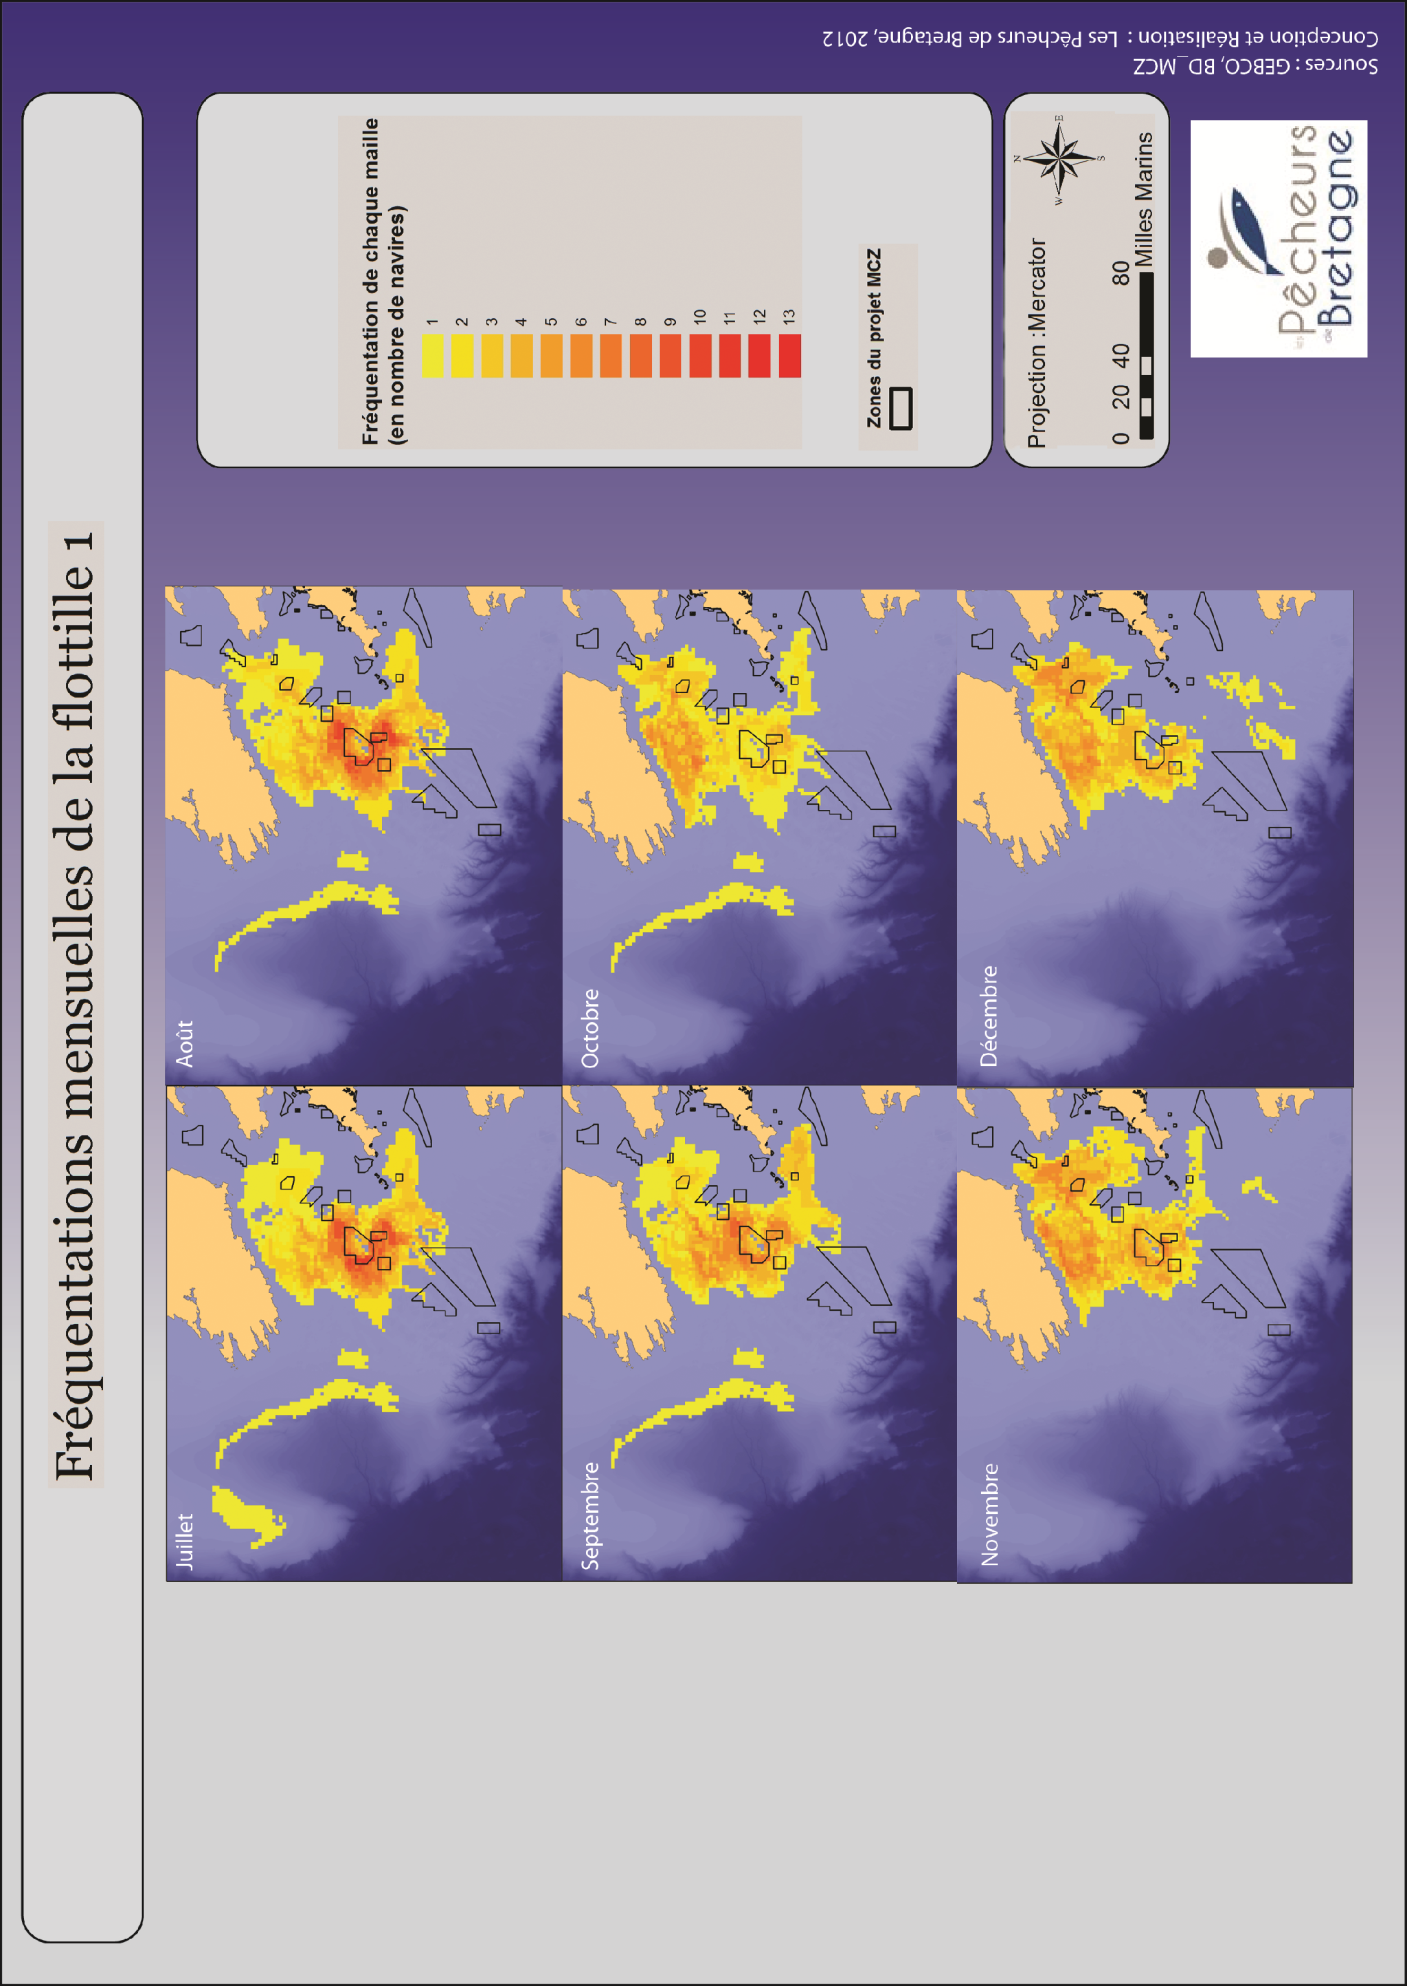 Fréquentations mensuelles de la flottille 1
Juillet
Août
Septembre
Octobre
Novembre
Décembre
Fréquentation de chaque maille
(en nombre de navires)
1
2
3
4
5
6
7
8
9
10
11
12
13
Zones du projet MCZ
Projection :Mercator
N
W
E
S
0 20 40 80
Milles Marins
les Pêcheurs
de Bretagne
Sources : GEBCO, BD_MCZ
Conception et Réalisation : Les Pêcheurs de Bretagne, 2012